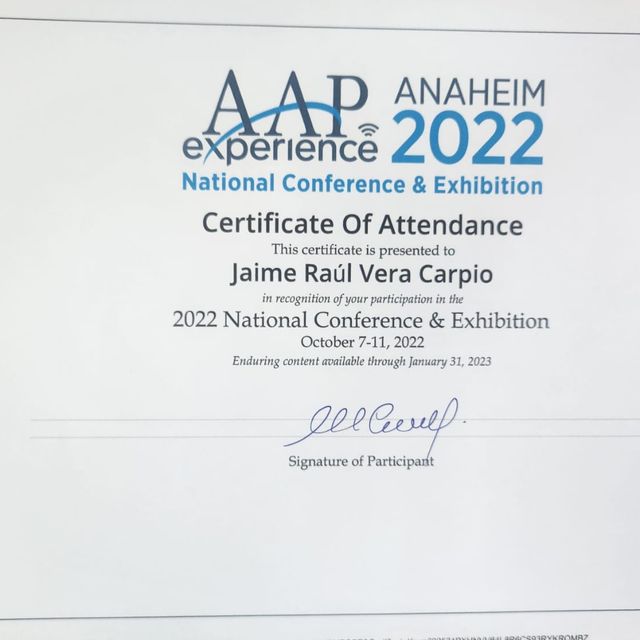 AAP
experience
ANAHEIM
2022
National Conference & Exhibition
Certificate Of Attendance
This certificate is presented to
Jaime Raúl Vera Carpio
in recognition of your participation in the
2022 National Conference & Exhibition
October 7-11, 2022
Enduring content available through January 31, 2023
Signature of Participant